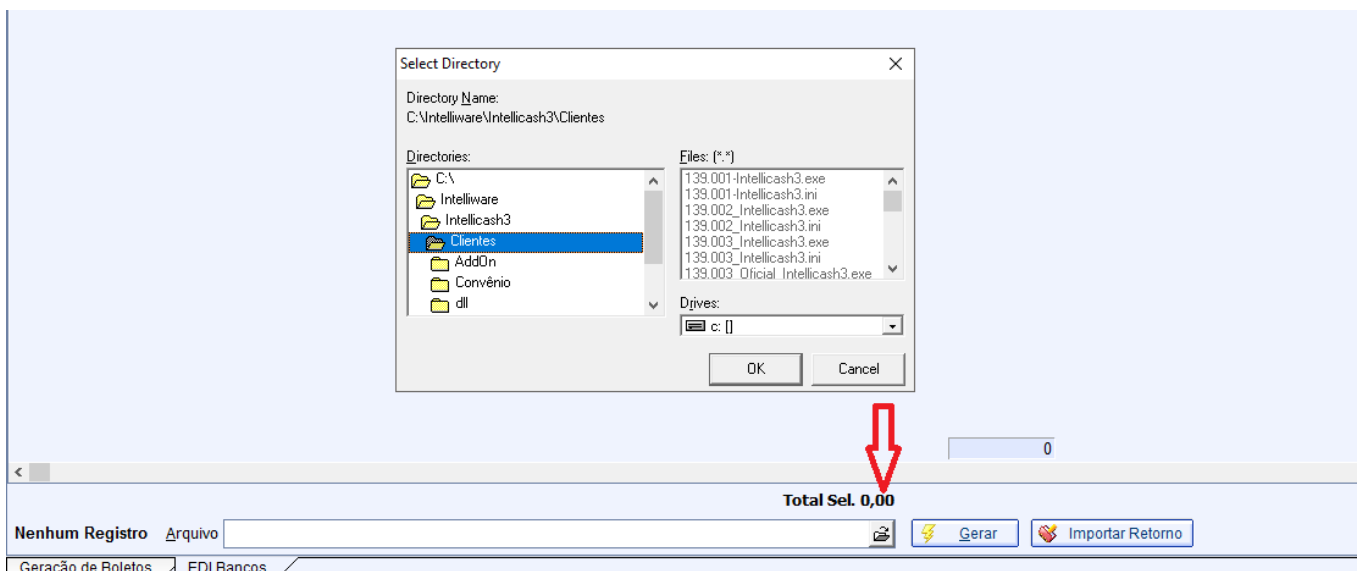 Select Directory
Directory Name:
C:\Intelliware\Intellicash3\Clientes
Directories:
C:\
Intelliware
Intellicash3
Clientes
AddOn
Convênio
dll
Files: (*.*)
139.001-Intellicash3.exe
139.001-Intellicash3.ini
139.002_Intellicash3.exe
139.002_Intellicash3.ini
139.003_Intellicash3.exe
139.003_Intellicash3.ini
139.003_Oficial_Intellicash3.exe
Drives:
c: []
OK Cancel
0
Total Sel. 0,00
Nenhum Registro Arquivo Gerar Importar Retorno
Geração de Boletos EDI Bancos